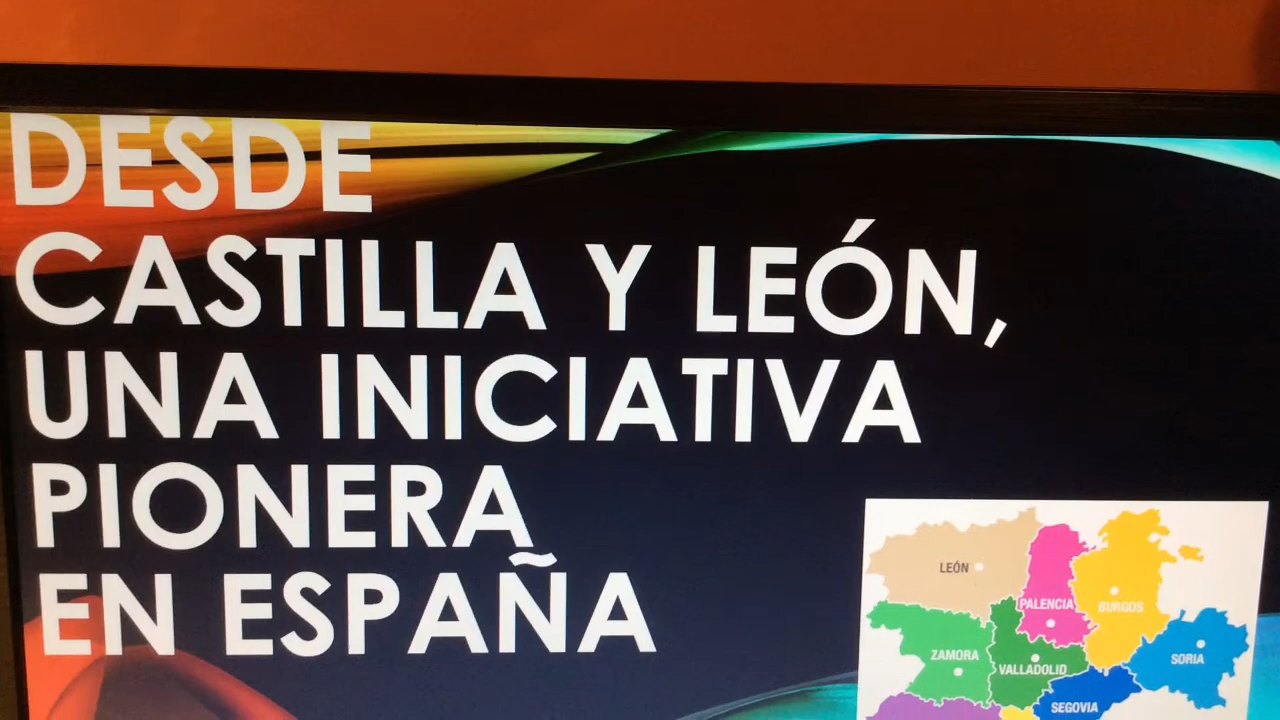 DESDE
CASTILLA Y LEÓN,
UNA INICIATIVA
PIONERA
EN ESPAÑA
LEÓN
PALENCIA
BURGOS
ZAMORA
VALLADOLID
SORIA
SEGOVIA